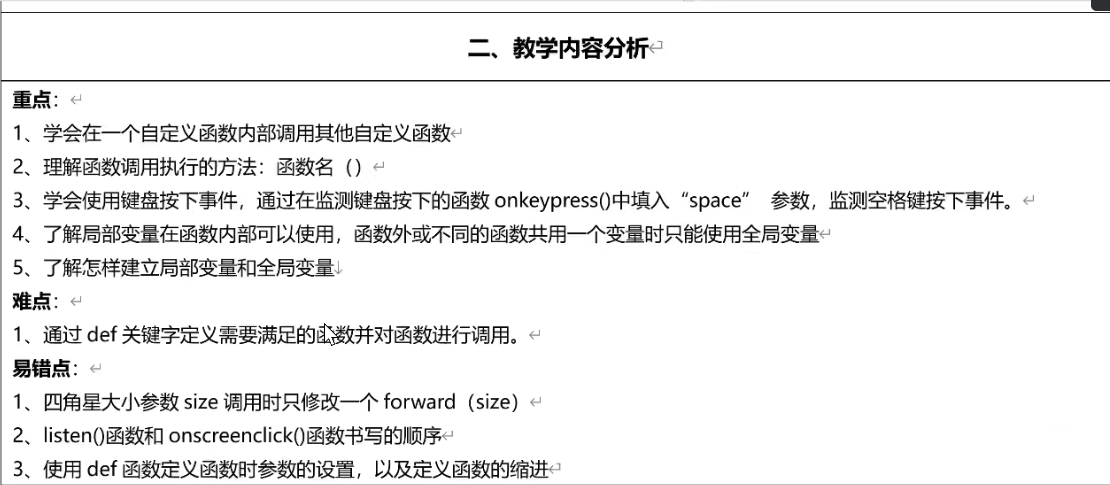 二、教学内容分析
重点：
1、学会在一个自定义函数内部调用其他自定义函数
2、理解函数调用执行的方法：函数名（）
3、学会使用键盘按下事件，通过在监测键盘按下的函数 onkeypress()中填入“space” 参数，监测空格键按下事件。
4、了解局部变量在函数内部可以使用，函数外或不同的函数共用一个变量时只能使用全局变量
5、了解怎样建立局部变量和全局变量
难点：
1、通过 def 关键字定义需要满足的函数并对函数进行调用。
易错点：
1、四角星大小参数 size 调用时只修改一个 forward（size）
2、listen()函数和 onscreenclick()函数书写的顺序
3、使用 def 函数定义函数时参数的设置，以及定义函数的缩进